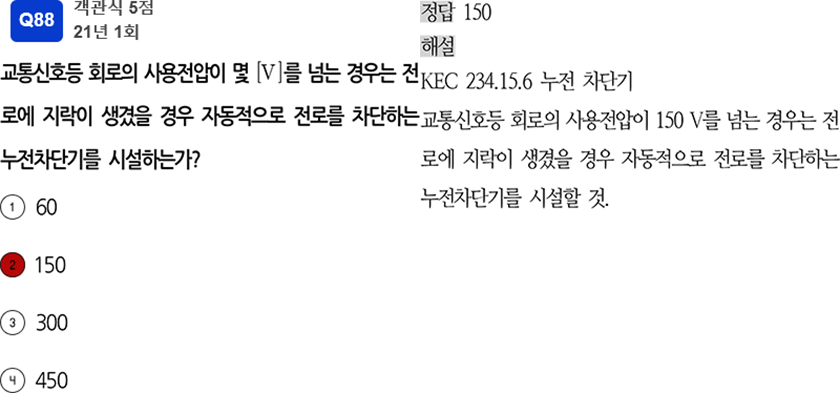 Q88 객관식 5점
21년 1회
교통신호등 회로의 사용전압이 몇 [V]를 넘는 경우는 전
로에 지락이 생겼을 경우 자동적으로 전로를 차단하는
누전차단기를 시설하는가?
① 60
② 150
③ 300
④ 450
정답 150
해설
KEC 234.15.6 누전 차단기
교통신호등 회로의 사용전압이 150 V를 넘는 경우는 전
로에 지락이 생겼을 경우 자동적으로 전로를 차단하는
누전차단기를 시설할 것.